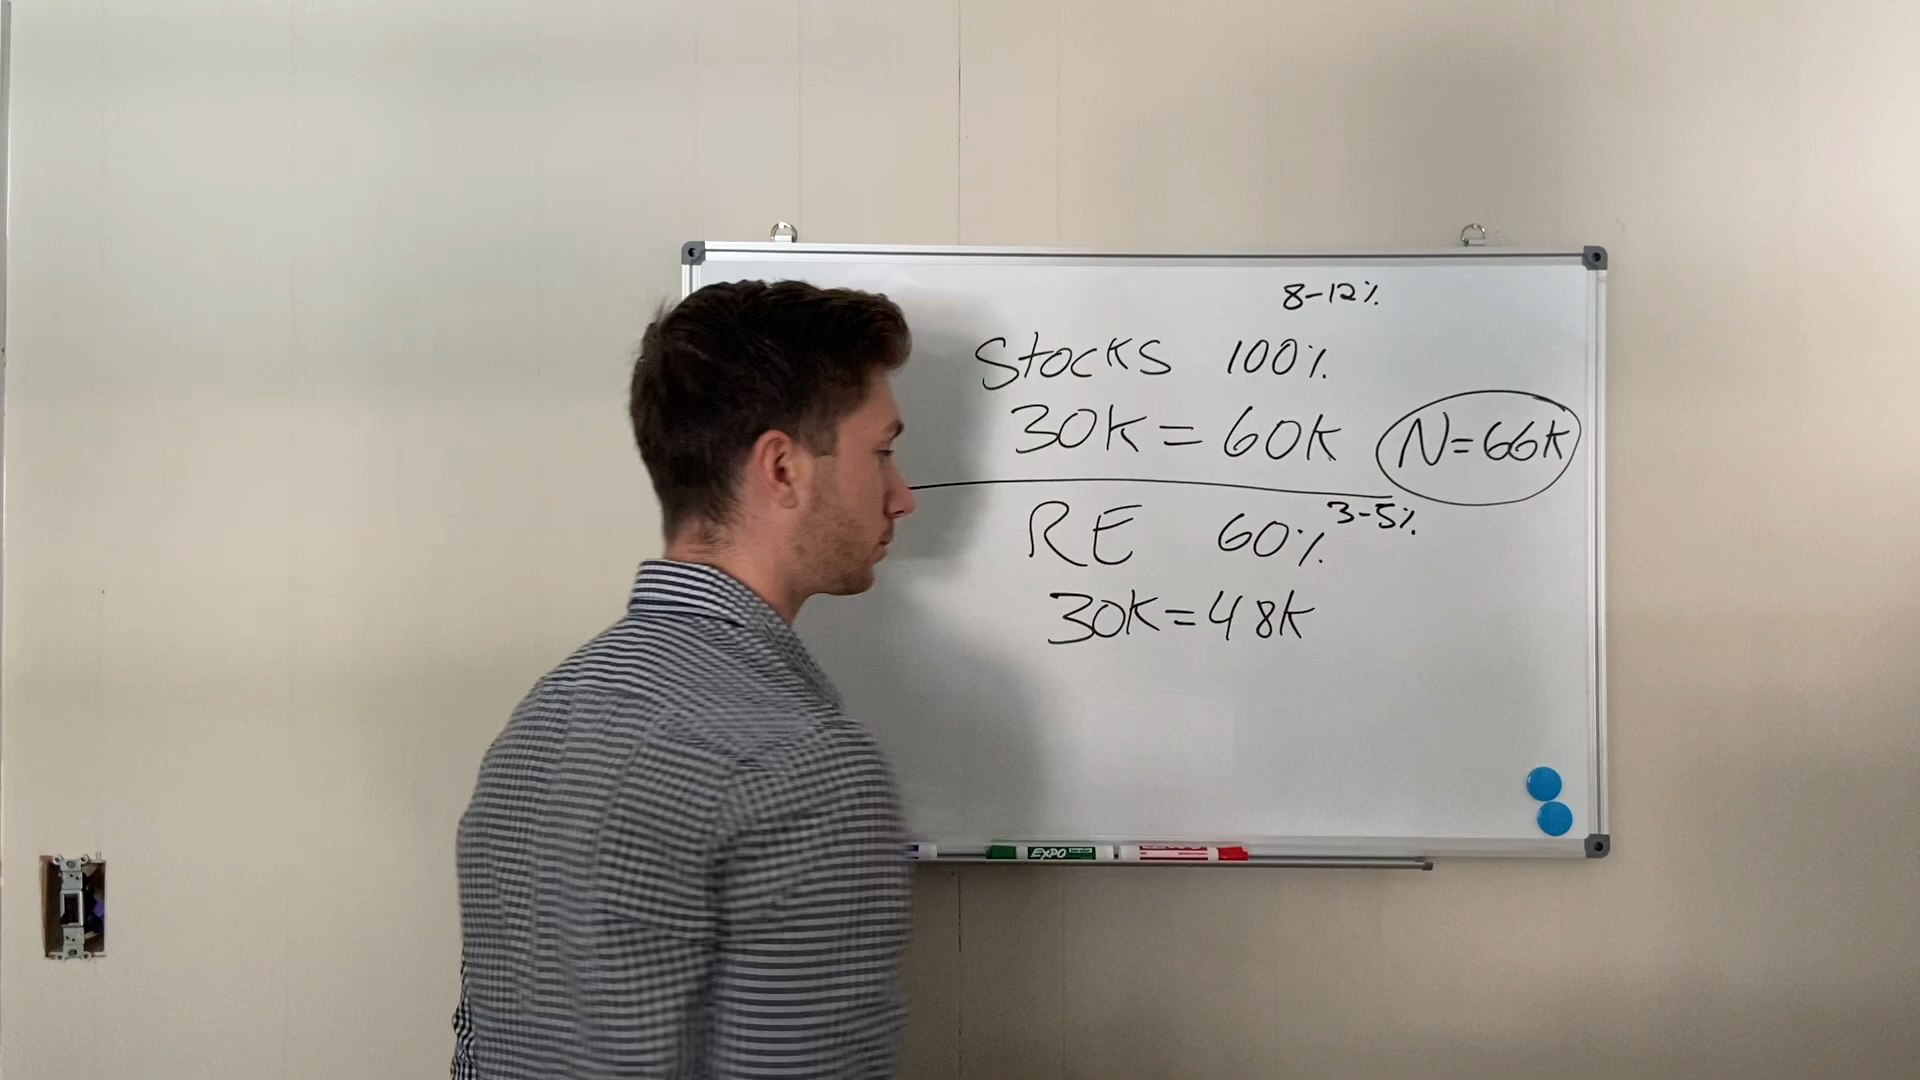 8-12%
Stocks 100%
30K = 60K N=66K
RE 60% 3-5%
30K=48K
EXPO